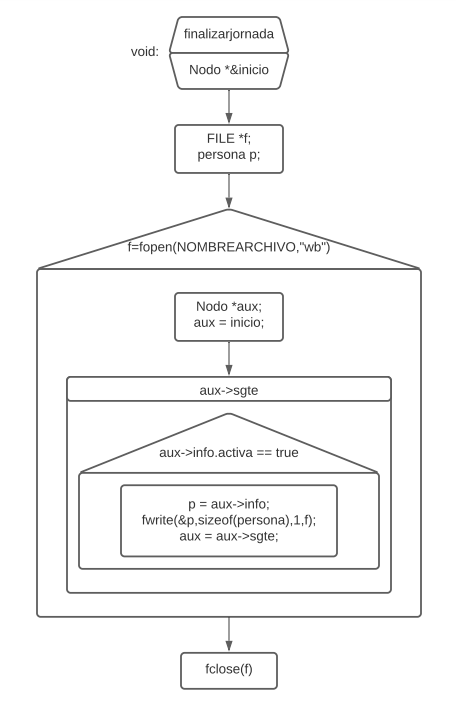 finalizarjornada
void:
Nodo *&inicio
FILE *f;
persona p;
f=fopen(NOMBREARCHIVO,"wb")
Nodo *aux;
aux = inicio;
aux->sgte
aux->info.activa == true
p = aux->info;
fwrite(&p,sizeof(persona),1,f);
aux = aux->sgte;
fclose(f)